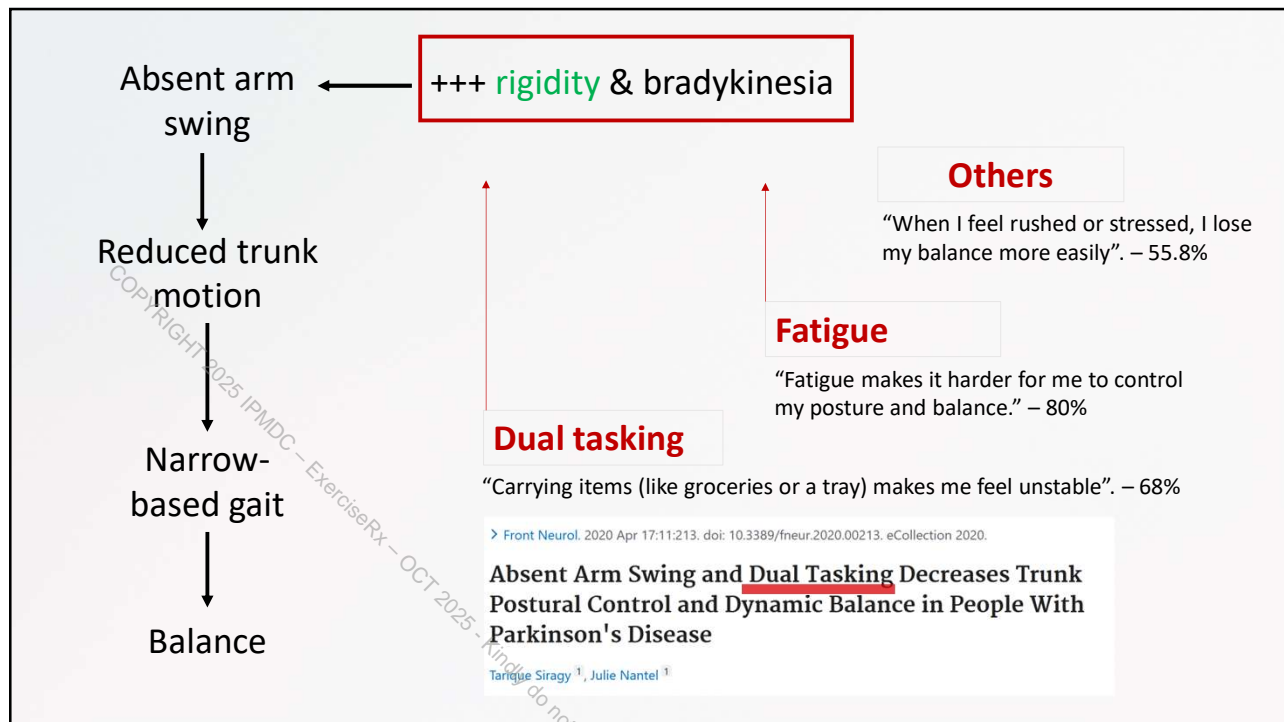 Absent arm
swing
+++ rigidity & bradykinesia
Reduced trunk
motion
Narrow-
based gait
Balance
Others
“When I feel rushed or stressed, I lose
my balance more easily”. – 55.8%
Fatigue
“Fatigue makes it harder for me to control
my posture and balance.” – 80%
Dual tasking
“Carrying items (like groceries or a tray) makes me feel unstable”. – 68%
> Front Neurol. 2020 Apr 17:11:213. doi: 10.3389/fneur.2020.00213. eCollection 2020.
Absent Arm Swing and Dual Tasking Decreases Trunk
Postural Control and Dynamic Balance in People With
Parkinson's Disease
Tarique Siragy 1, Julie Nantel 1
COPYRIGHT 2025 IPMDC – ExerciseRx – OCT 2025 - Kindly do